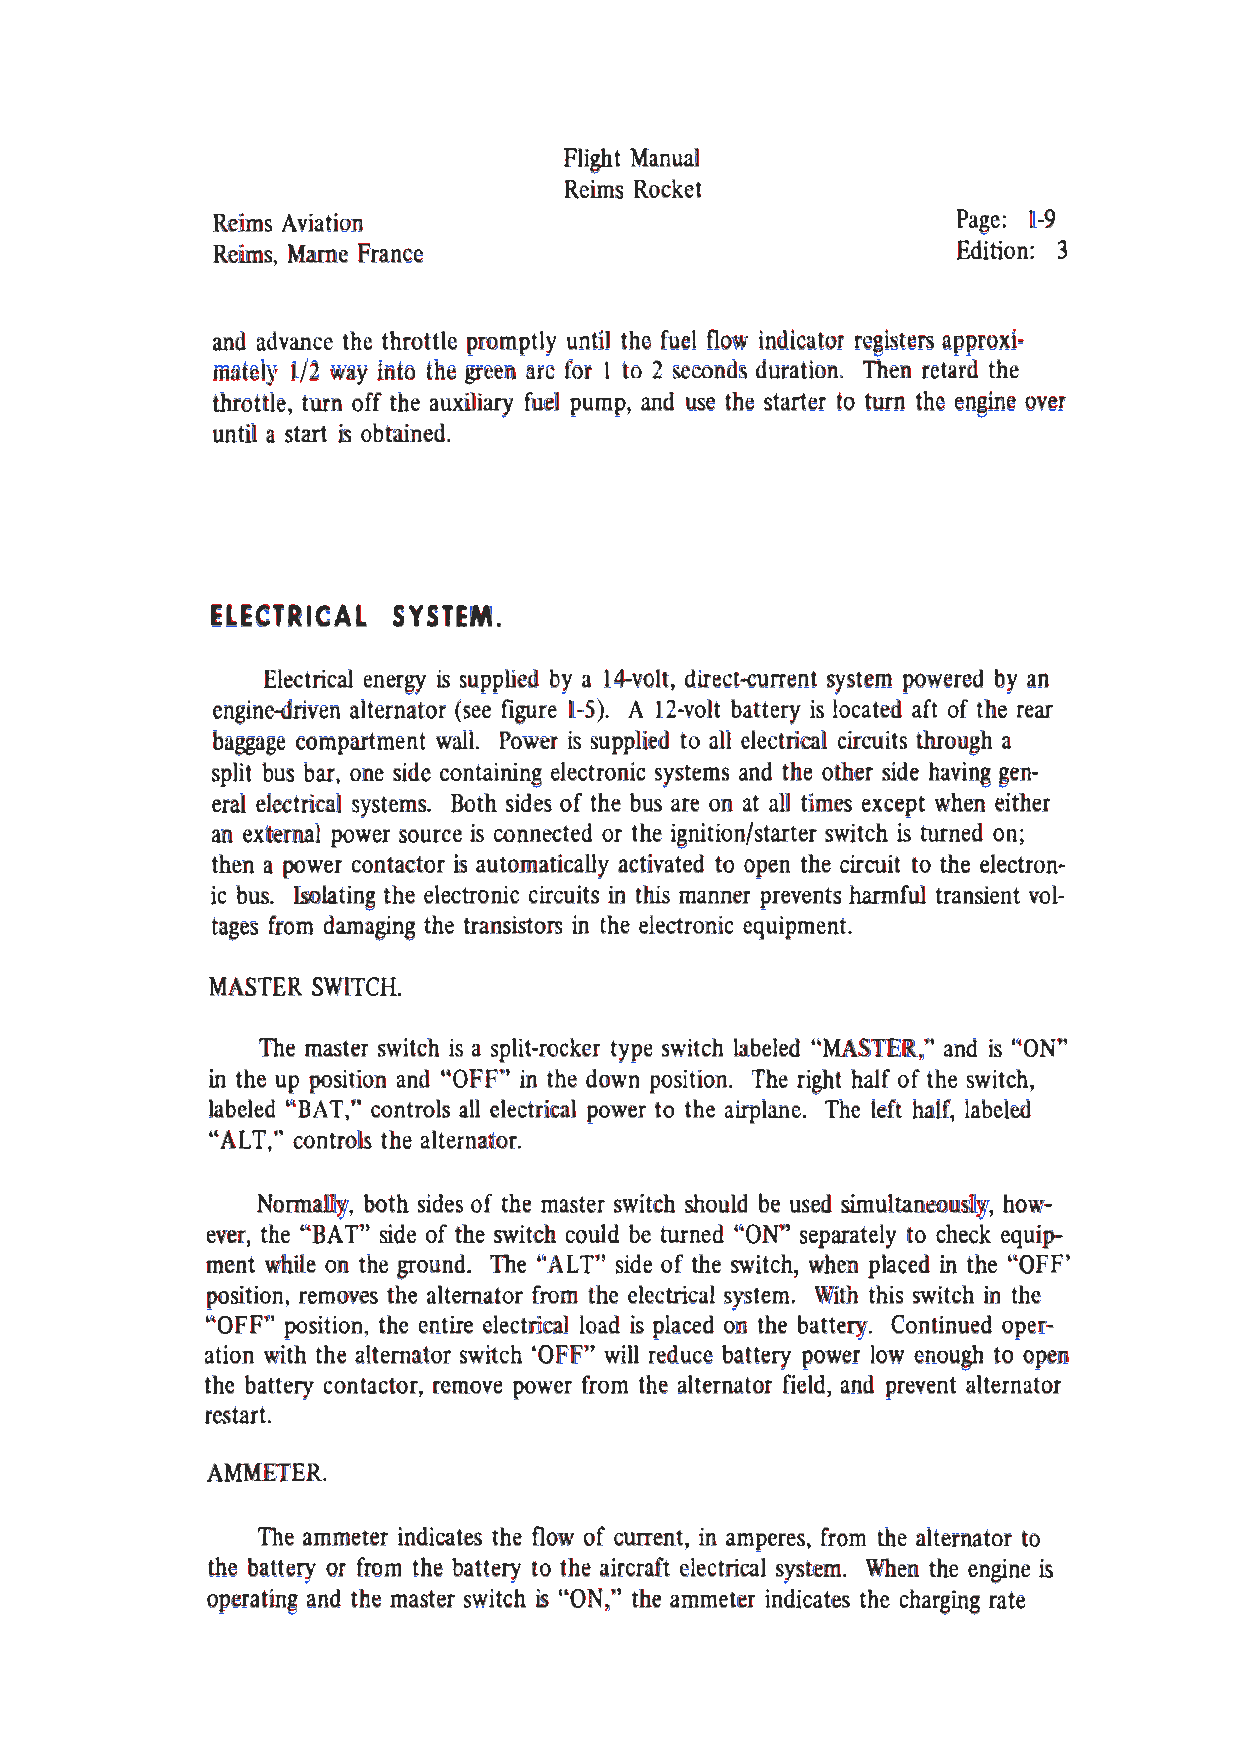 Flight Manual
Reims Rocket
Reims Aviation Page: 1-9
Reims, Marne France Edition: 3
and advance the throttle promptly until the fuel flow indicator registers approxi-
mately 1/2 way into the green arc for 1 to 2 seconds duration. Then retard the
throttle, turn off the auxiliary fuel pump, and use the starter to turn the engine over
until a start is obtained.
ELECTRICAL SYSTEM.
Electrical energy is supplied by a 14-volt, direct-current system powered by an
engine-driven alternator (see figure 1-5). A 12-volt battery is located aft of the rear
baggage compartment wall. Power is supplied to all electrical circuits through a
split bus bar, one side containing electronic systems and the other side having gen-
eral electrical systems. Both sides of the bus are on at all times except when either
an external power source is connected or the ignition/starter switch is turned on;
then a power contactor is automatically activated to open the circuit to the electron-
ic bus. Isolating the electronic circuits in this manner prevents harmful transient vol-
tages from damaging the transistors in the electronic equipment.
MASTER SWITCH.
The master switch is a split-rocker type switch labeled “MASTER,” and is “ON”
in the up position and “OFF” in the down position. The right half of the switch,
labeled “BAT,” controls all electrical power to the airplane. The left half, labeled
“ALT,” controls the alternator.
Normally, both sides of the master switch should be used simultaneously, how-
ever, the “BAT” side of the switch could be turned “ON” separately to check equip-
ment while on the ground. The “ALT” side of the switch, when placed in the “OFF’
position, removes the alternator from the electrical system. With this switch in the
“OFF” position, the entire electrical load is placed on the battery. Continued oper-
ation with the alternator switch ‘OFF” will reduce battery power low enough to open
the battery contactor, remove power from the alternator field, and prevent alternator
restart.
AMMETER.
The ammeter indicates the flow of current, in amperes, from the alternator to
the battery or from the battery to the aircraft electrical system. When the engine is
operating and the master switch is “ON,” the ammeter indicates the charging rate